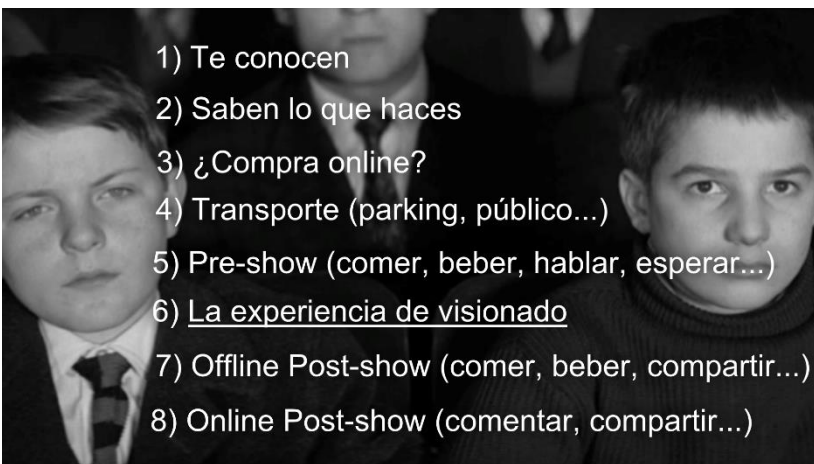 1) Te conocen
2) Saben lo que haces
3) ¿Compra online?
4) Transporte (parking, público...)
5) Pre-show (comer, beber, hablar, esperar...)
6) La experiencia de visionado
7) Offline Post-show (comer, beber, compartir...)
8) Online Post-show (comentar, compartir...)